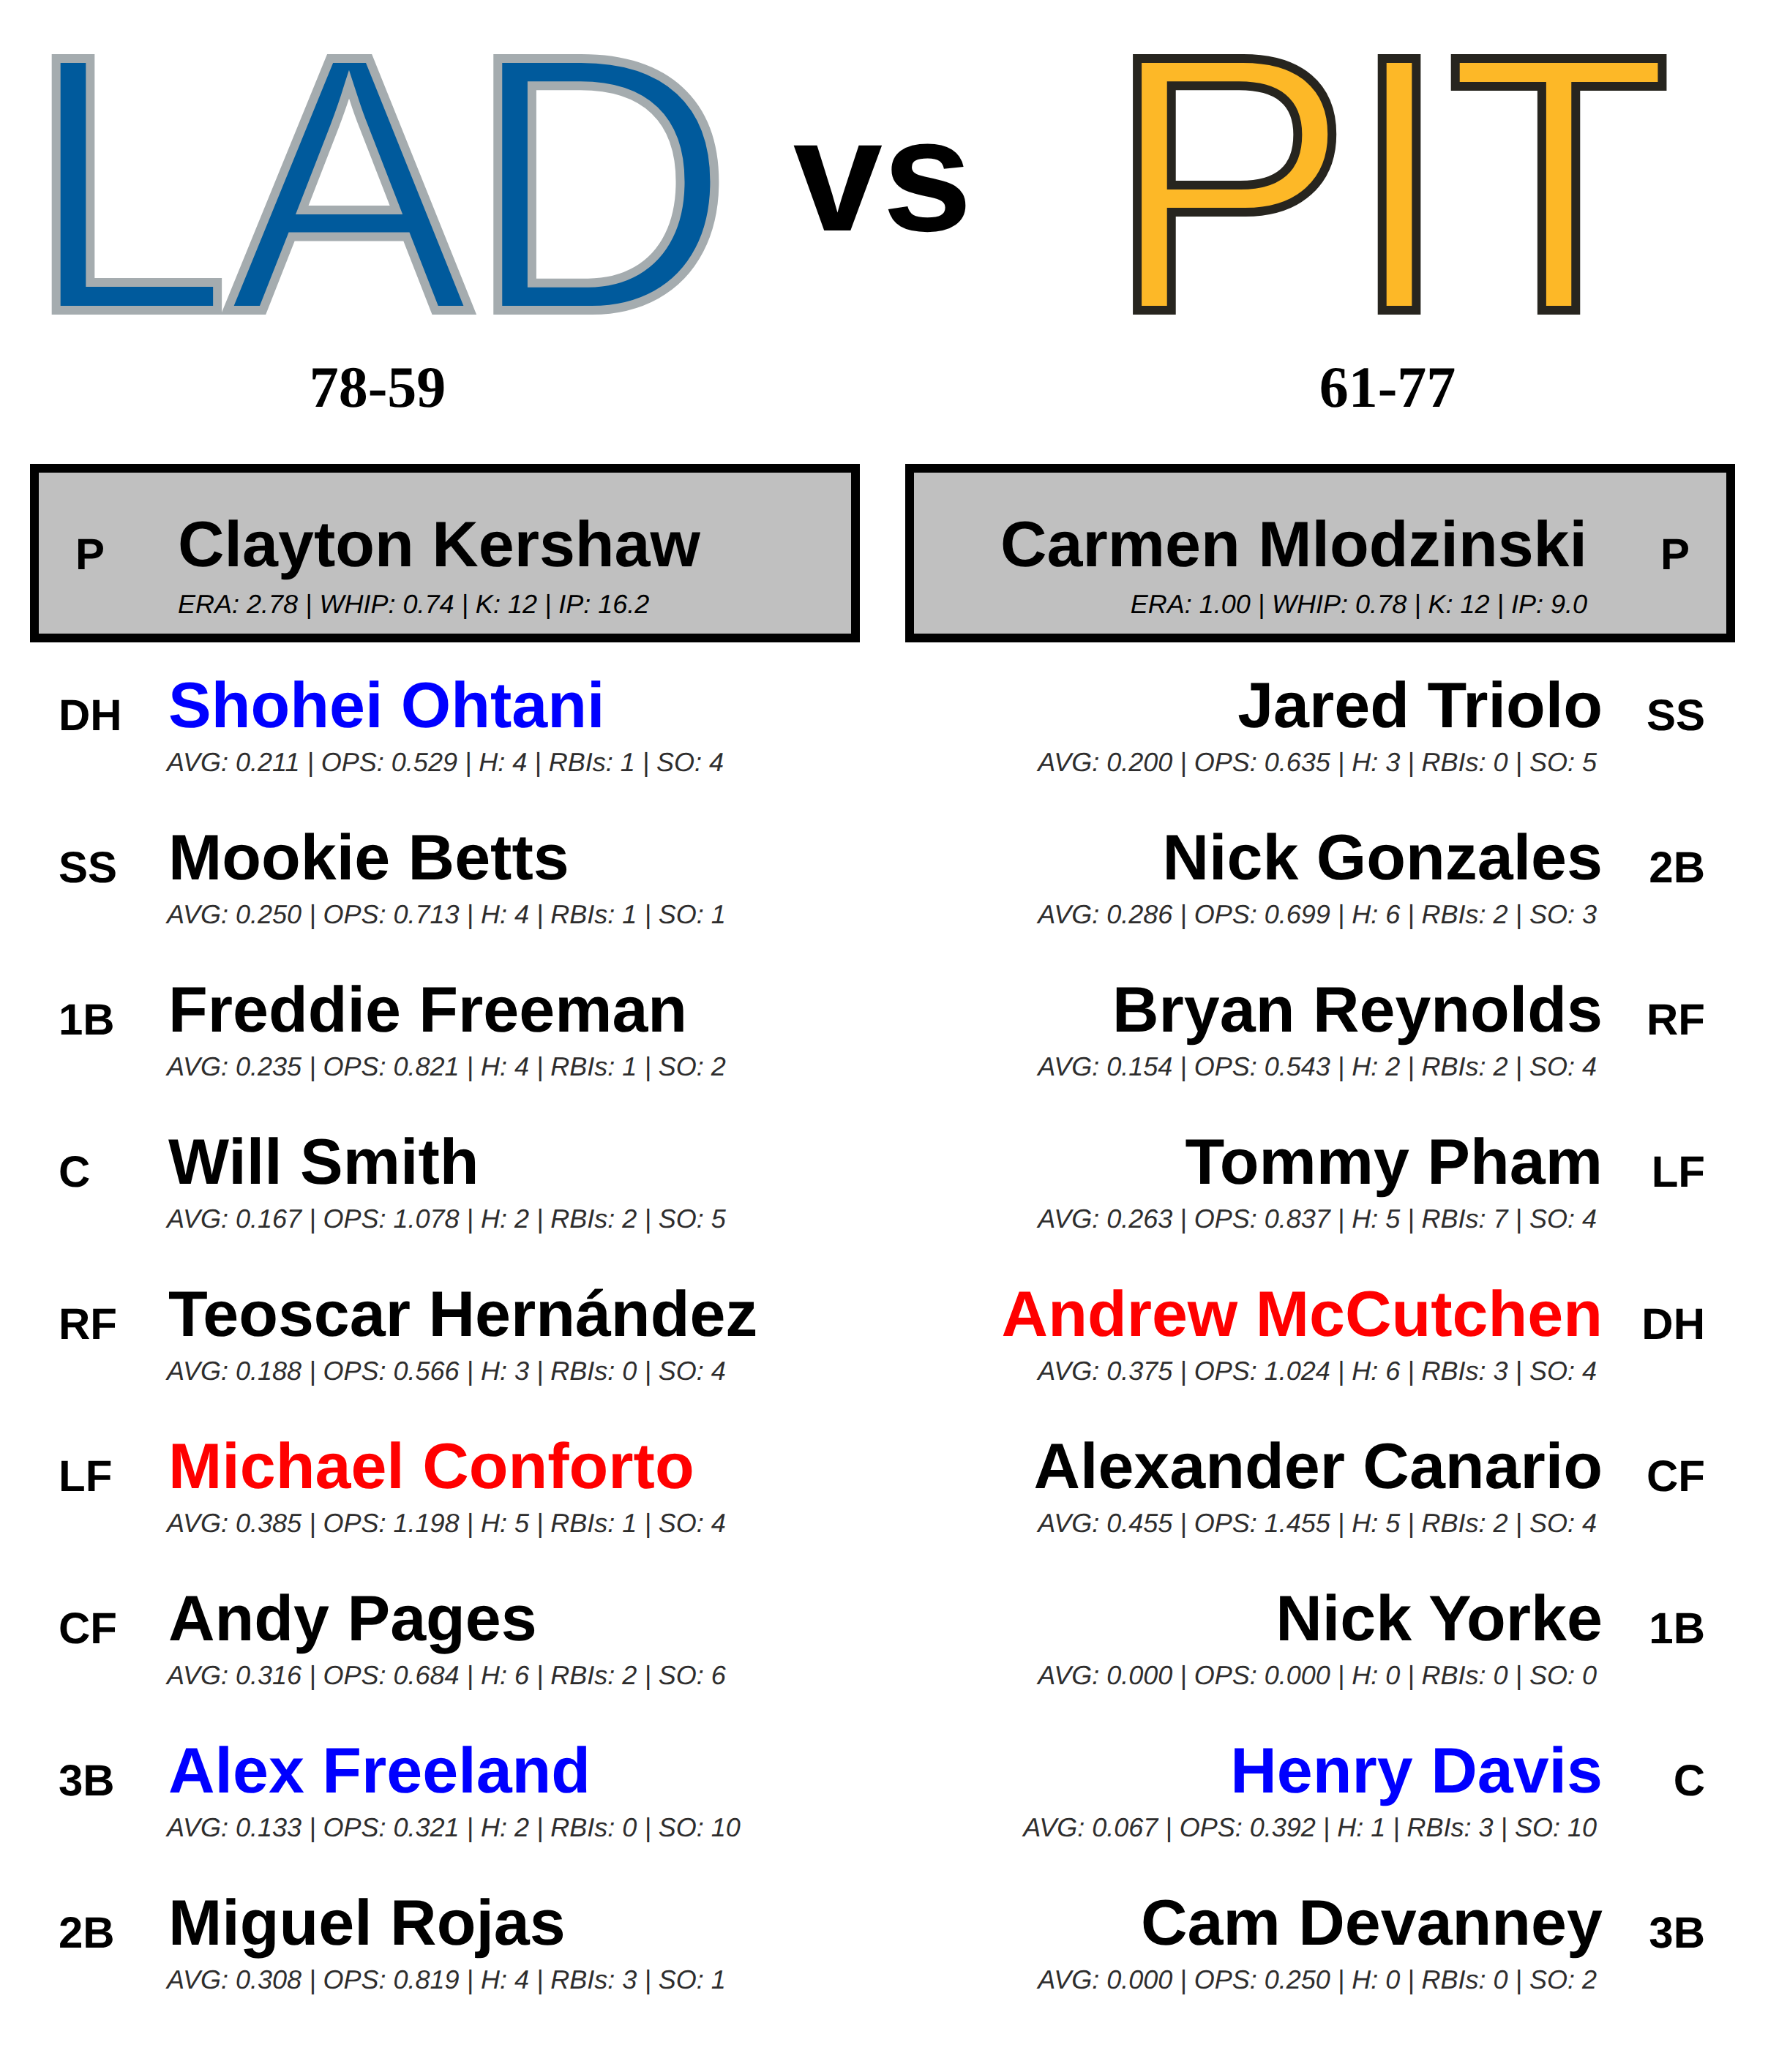 LAD vs PIT
78-59
61-77
P Clayton Kershaw
ERA: 2.78 | WHIP: 0.74 | K: 12 | IP: 16.2
Carmen Mlodzinski P
ERA: 1.00 | WHIP: 0.78 | K: 12 | IP: 9.0
DH Shohei Ohtani
AVG: 0.211 | OPS: 0.529 | H: 4 | RBIs: 1 | SO: 4
SS Mookie Betts
AVG: 0.250 | OPS: 0.713 | H: 4 | RBIs: 1 | SO: 1
1B Freddie Freeman
AVG: 0.235 | OPS: 0.821 | H: 4 | RBIs: 1 | SO: 2
C Will Smith
AVG: 0.167 | OPS: 1.078 | H: 2 | RBIs: 2 | SO: 5
RF Teoscar Hernández
AVG: 0.188 | OPS: 0.566 | H: 3 | RBIs: 0 | SO: 4
LF Michael Conforto
AVG: 0.385 | OPS: 1.198 | H: 5 | RBIs: 1 | SO: 4
CF Andy Pages
AVG: 0.316 | OPS: 0.684 | H: 6 | RBIs: 2 | SO: 6
3B Alex Freeland
AVG: 0.133 | OPS: 0.321 | H: 2 | RBIs: 0 | SO: 10
2B Miguel Rojas
AVG: 0.308 | OPS: 0.819 | H: 4 | RBIs: 3 | SO: 1
Jared Triolo SS
AVG: 0.200 | OPS: 0.635 | H: 3 | RBIs: 0 | SO: 5
Nick Gonzales 2B
AVG: 0.286 | OPS: 0.699 | H: 6 | RBIs: 2 | SO: 3
Bryan Reynolds RF
AVG: 0.154 | OPS: 0.543 | H: 2 | RBIs: 2 | SO: 4
Tommy Pham LF
AVG: 0.263 | OPS: 0.837 | H: 5 | RBIs: 7 | SO: 4
Andrew McCutchen DH
AVG: 0.375 | OPS: 1.024 | H: 6 | RBIs: 3 | SO: 4
Alexander Canario CF
AVG: 0.455 | OPS: 1.455 | H: 5 | RBIs: 2 | SO: 4
Nick Yorke 1B
AVG: 0.000 | OPS: 0.000 | H: 0 | RBIs: 0 | SO: 0
Henry Davis C
AVG: 0.067 | OPS: 0.392 | H: 1 | RBIs: 3 | SO: 10
Cam Devanney 3B
AVG: 0.000 | OPS: 0.250 | H: 0 | RBIs: 0 | SO: 2